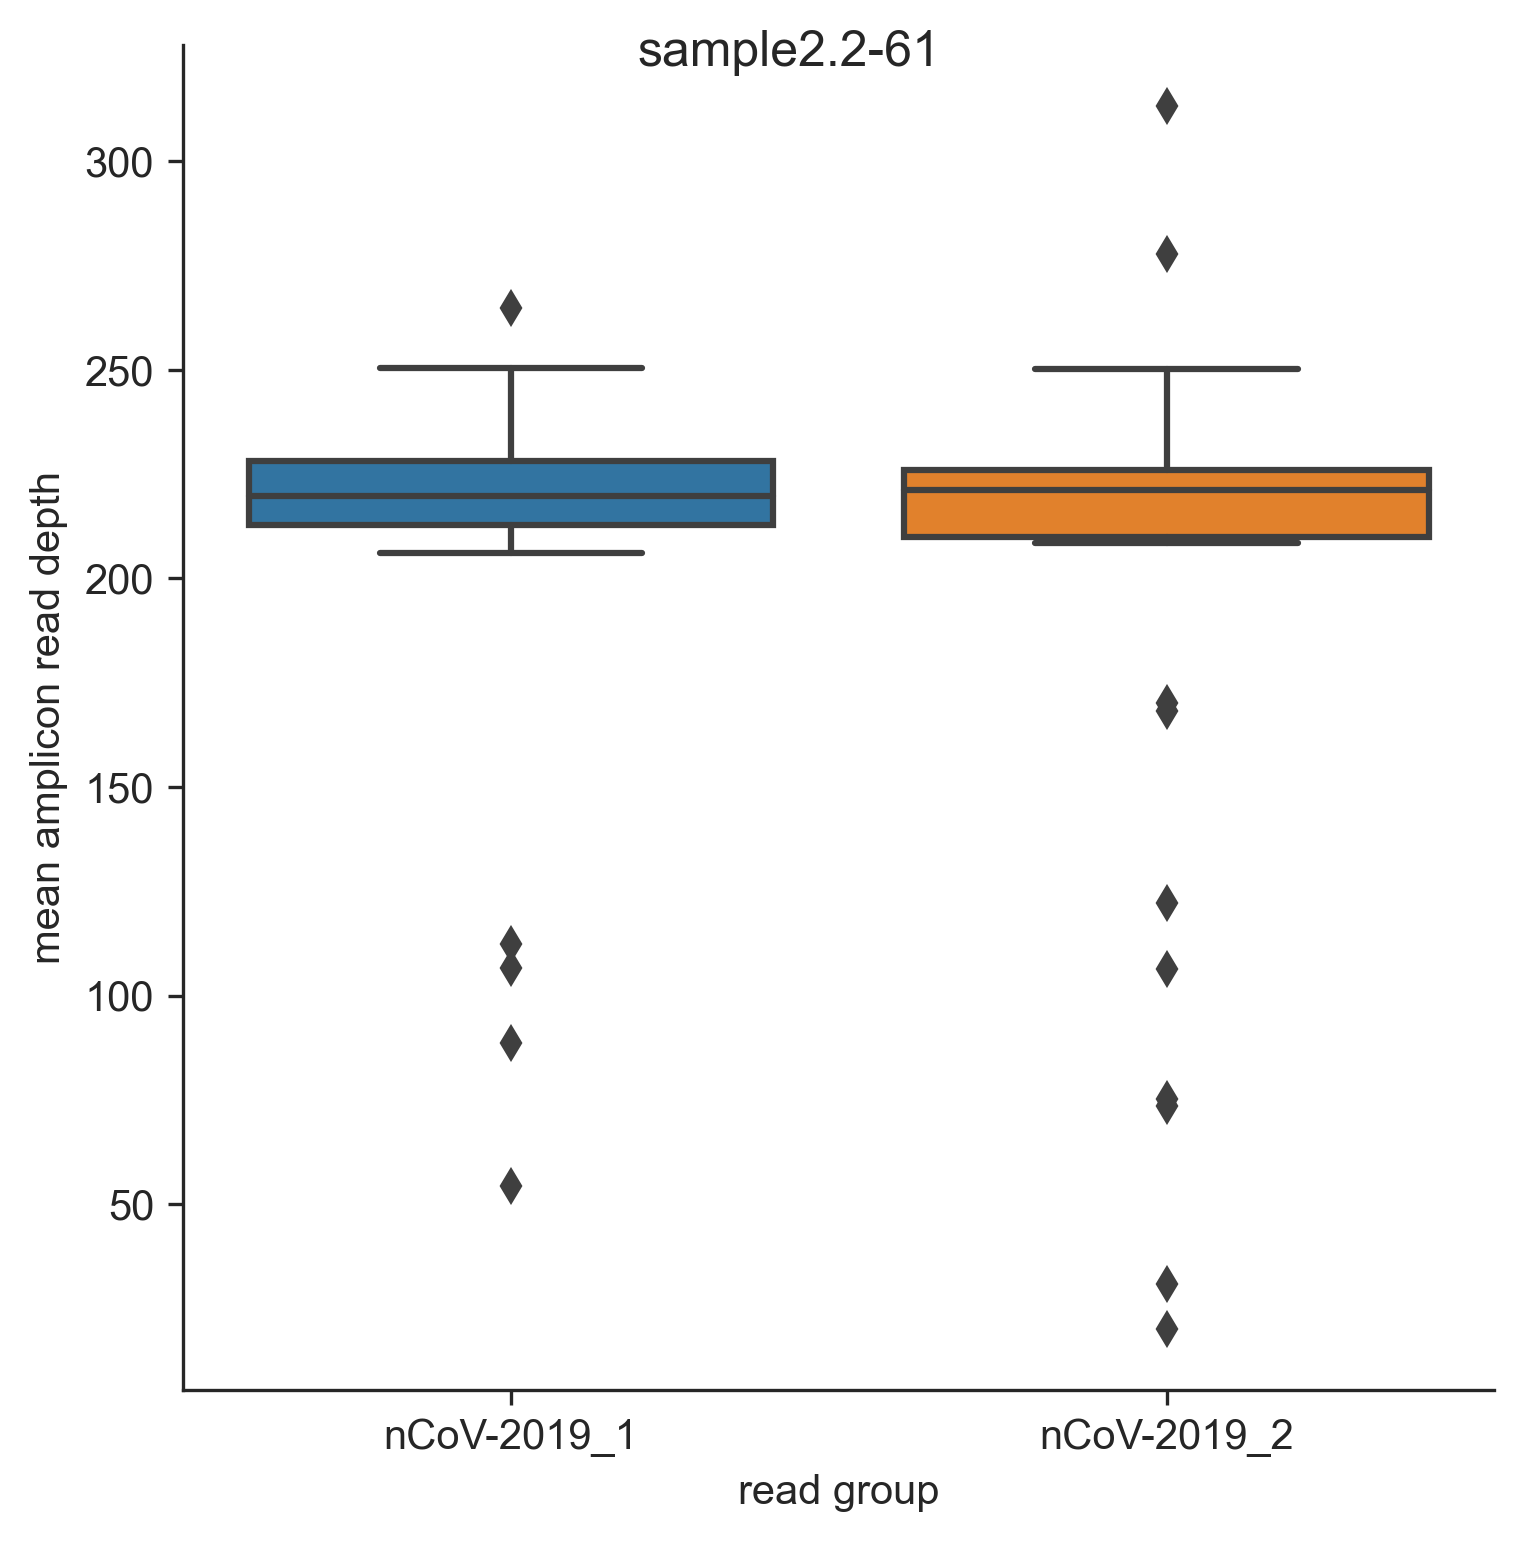 sample2.2-61
300
250
200
150
100
50
mean amplicon read depth
nCoV-2019_1
nCoV-2019_2
read group